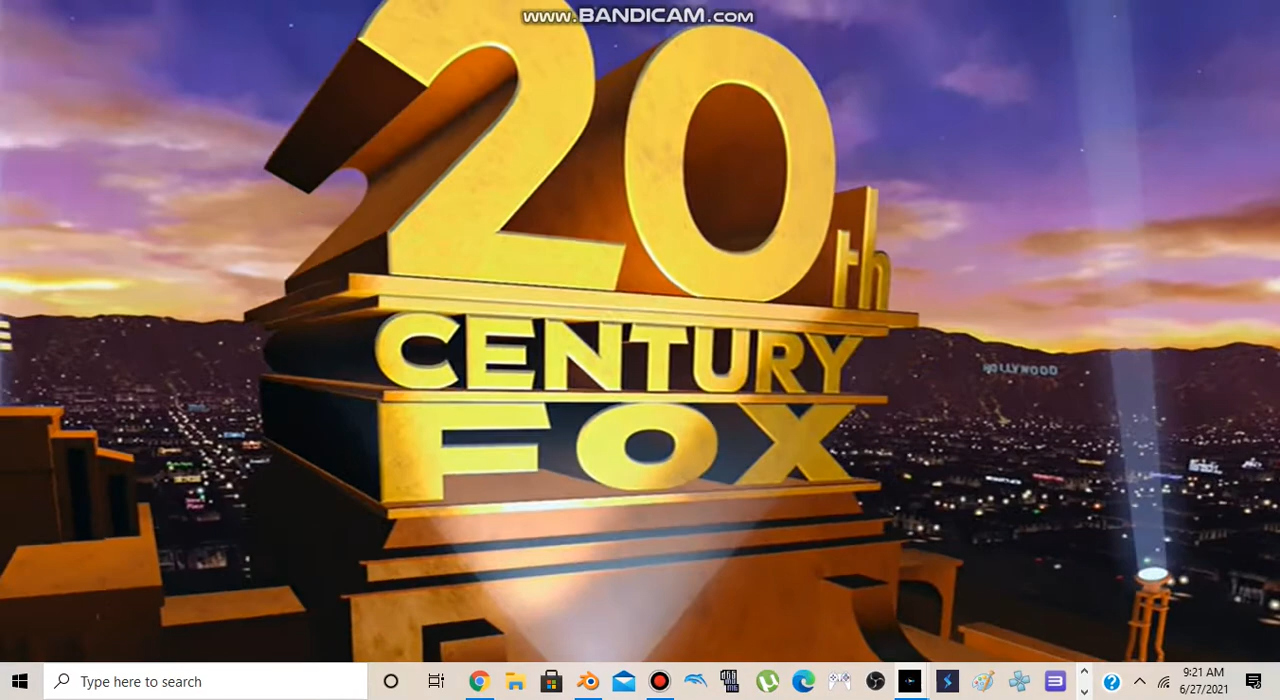 www.BANDICAM.com
20th
CENTURY
FOX
E
HOLLYWOOD
Type here to search
9:21 AM
6/27/2021